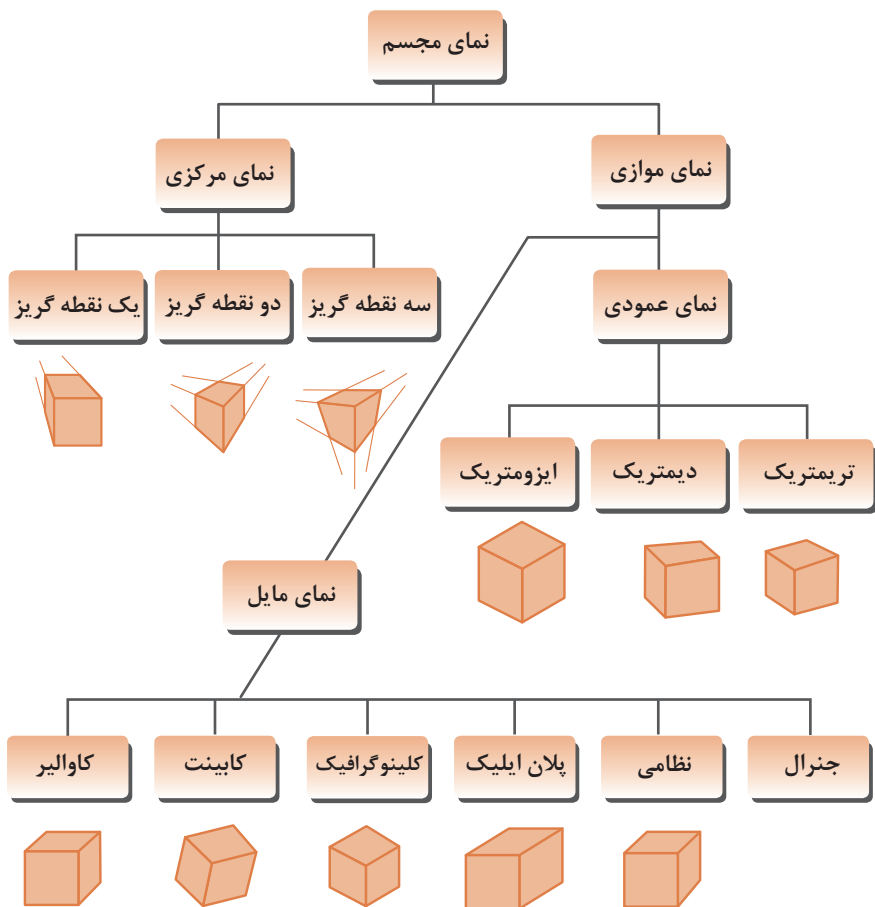 نمای مجسم
نمای موازی
نمای مرکزی
سه نقطه گریز
دو نقطه گریز
یک نقطه گریز
نمای عمودی
تریمتریک
دیمتریک
ایزومتریک
نمای مایل
جنرال
نظامی
پلان ایلیک
کلینوگرافیک
کابینت
کاوالیر